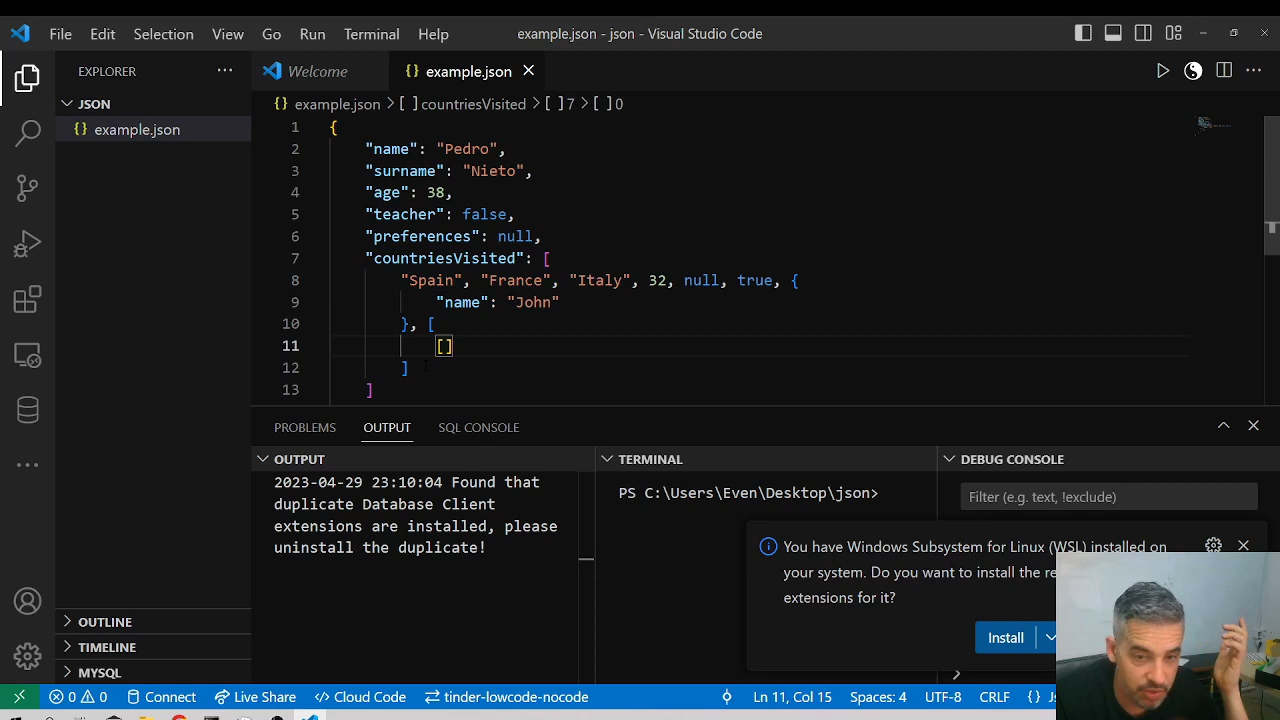 File Edit Selection View Go Run Terminal Help example.json - json - Visual Studio Code
EXPLORER
Welcome
example.json
JSON
example.json
example.json > [ ] countriesVisited > [ ] 7 > [ ] 0
1 {
2 "name": "Pedro",
3 "surname": "Nieto",
4 "age": 38,
5 "teacher": false,
6 "preferences": null,
7 "countriesVisited": [
8 "Spain", "France", "Italy", 32, null, true, {
9 "name": "John"
10 }, [
11 []
12 ]
13 ]
PROBLEMS OUTPUT SQL CONSOLE
OUTPUT
2023-04-29 23:10:04 Found that
duplicate Database Client
extensions are installed, please
uninstall the duplicate!
TERMINAL
PS C:\Users\Even\Desktop\json>
DEBUG CONSOLE
Filter (e.g. text, !exclude)
You have Windows Subsystem for Linux (WSL) installed on
your system. Do you want to install the
extensions for it?
Install
OUTLINE
TIMELINE
MYSQL
0 0 Connect Live Share Cloud Code tinder-lowcode-nocode Ln 11, Col 15 Spaces: 4 UTF-8 CRLF { }